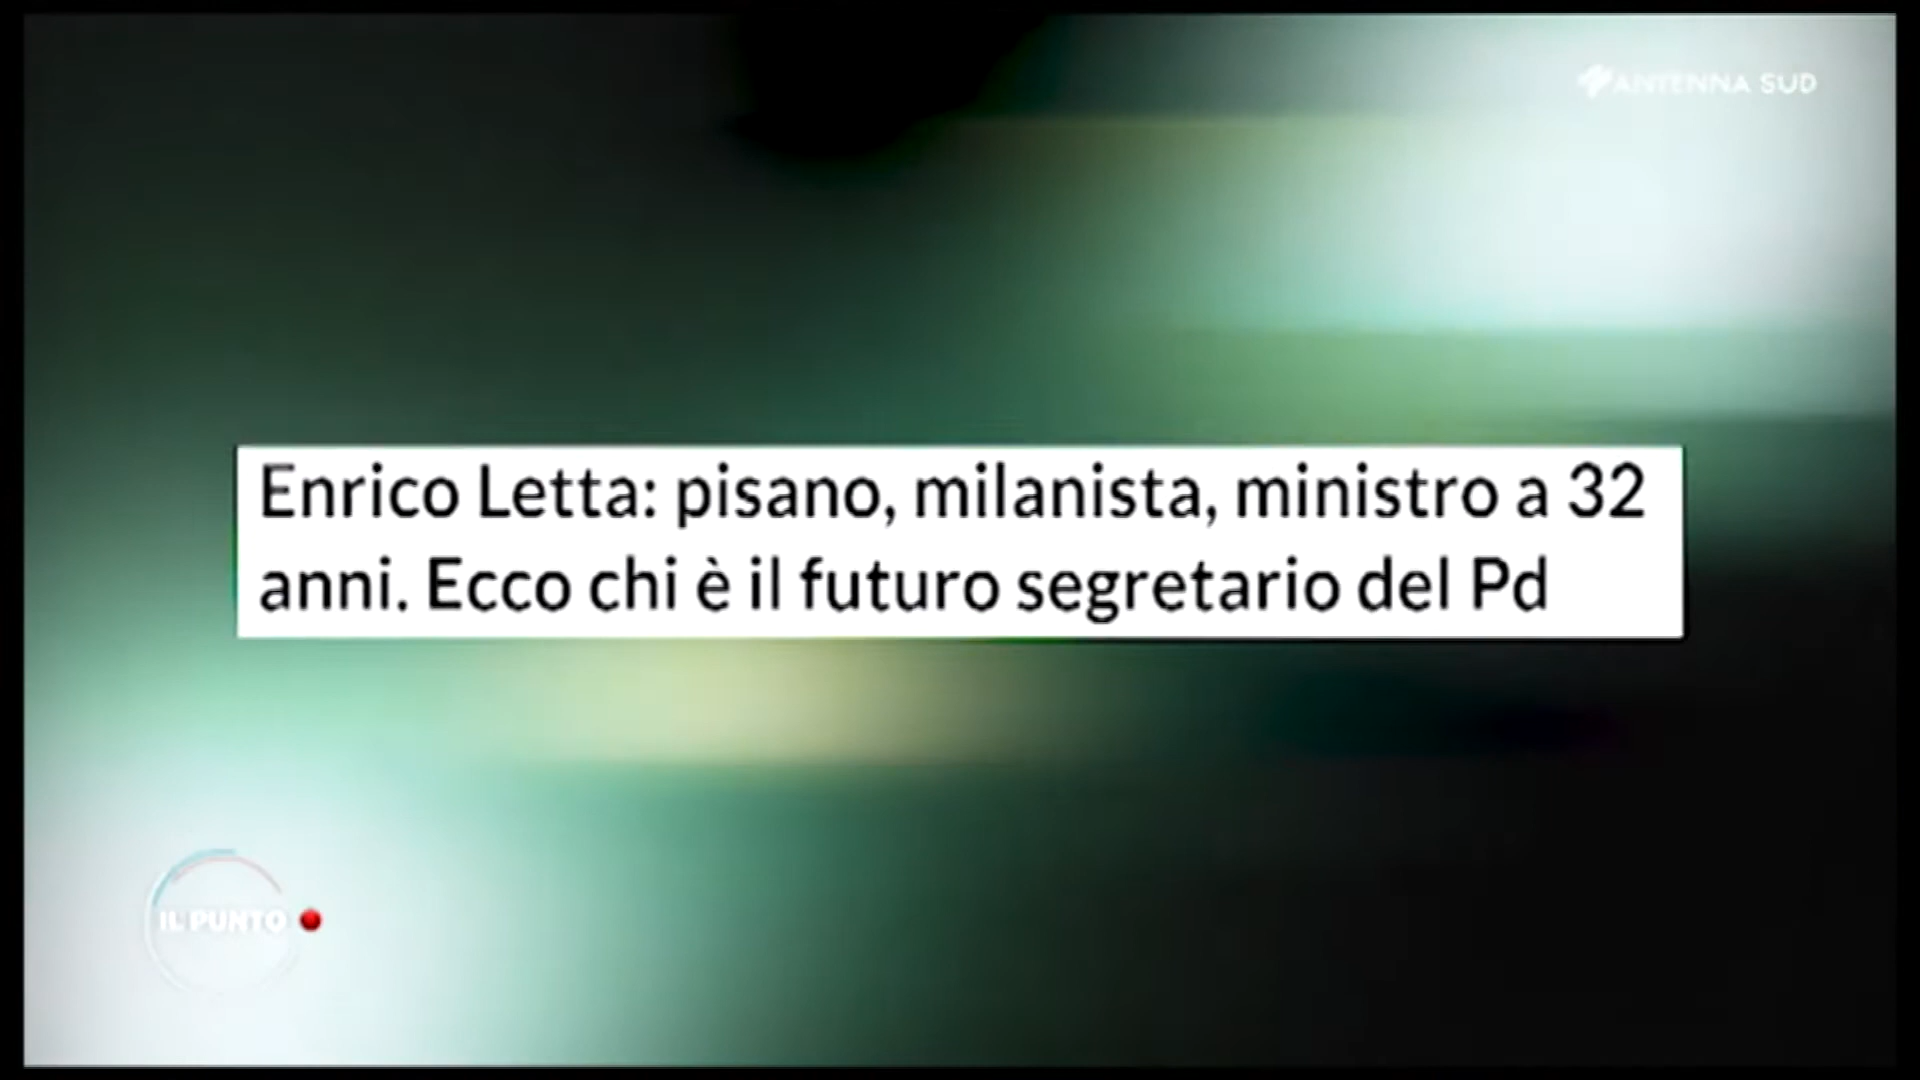 ANTENNA SUD
Enrico Letta: pisano, milanista, ministro a 32
anni. Ecco chi è il futuro segretario del Pd
IL PUNTO